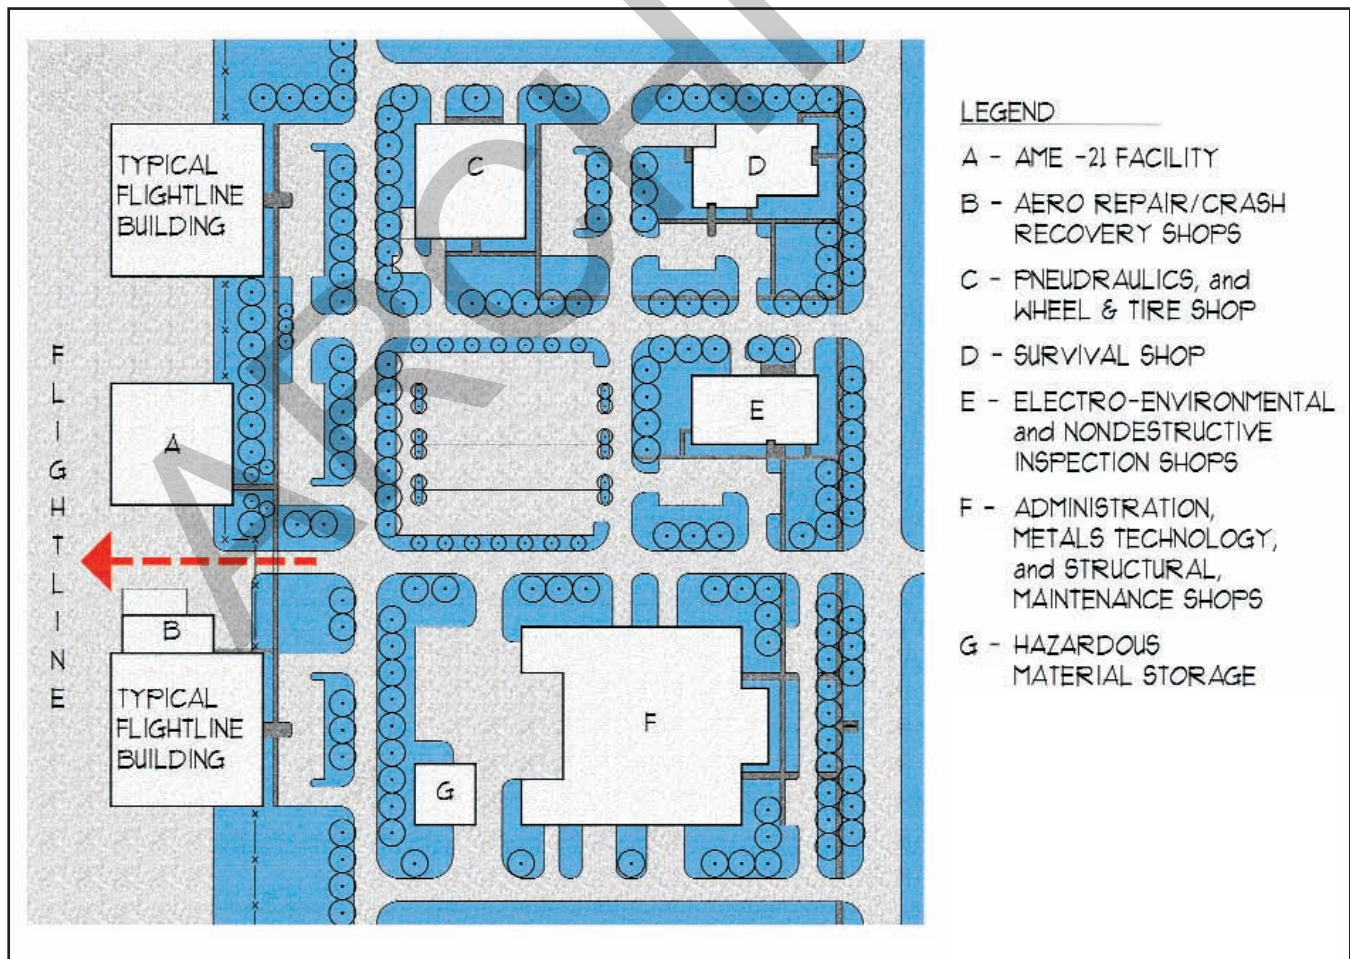 TYPICAL
FLIGHTLINE
BUILDING
C
D
A
E
FLIGHTLINE
B
TYPICAL
FLIGHTLINE
BUILDING
F
G
LEGEND
A - AME -21 FACILITY
B - AERO REPAIR/CRASH
RECOVERY SHOPS
C - PNEUDRAULICS, and
WHEEL & TIRE SHOP
D - SURVIVAL SHOP
E - ELECTRO-ENVIRONMENTAL
and NONDESTRUCTIVE
INSPECTION SHOPS
F - ADMINISTRATION,
METALS TECHNOLOGY,
and STRUCTURAL,
MAINTENANCE SHOPS
G - HAZARDOUS
MATERIAL STORAGE
ARCHI